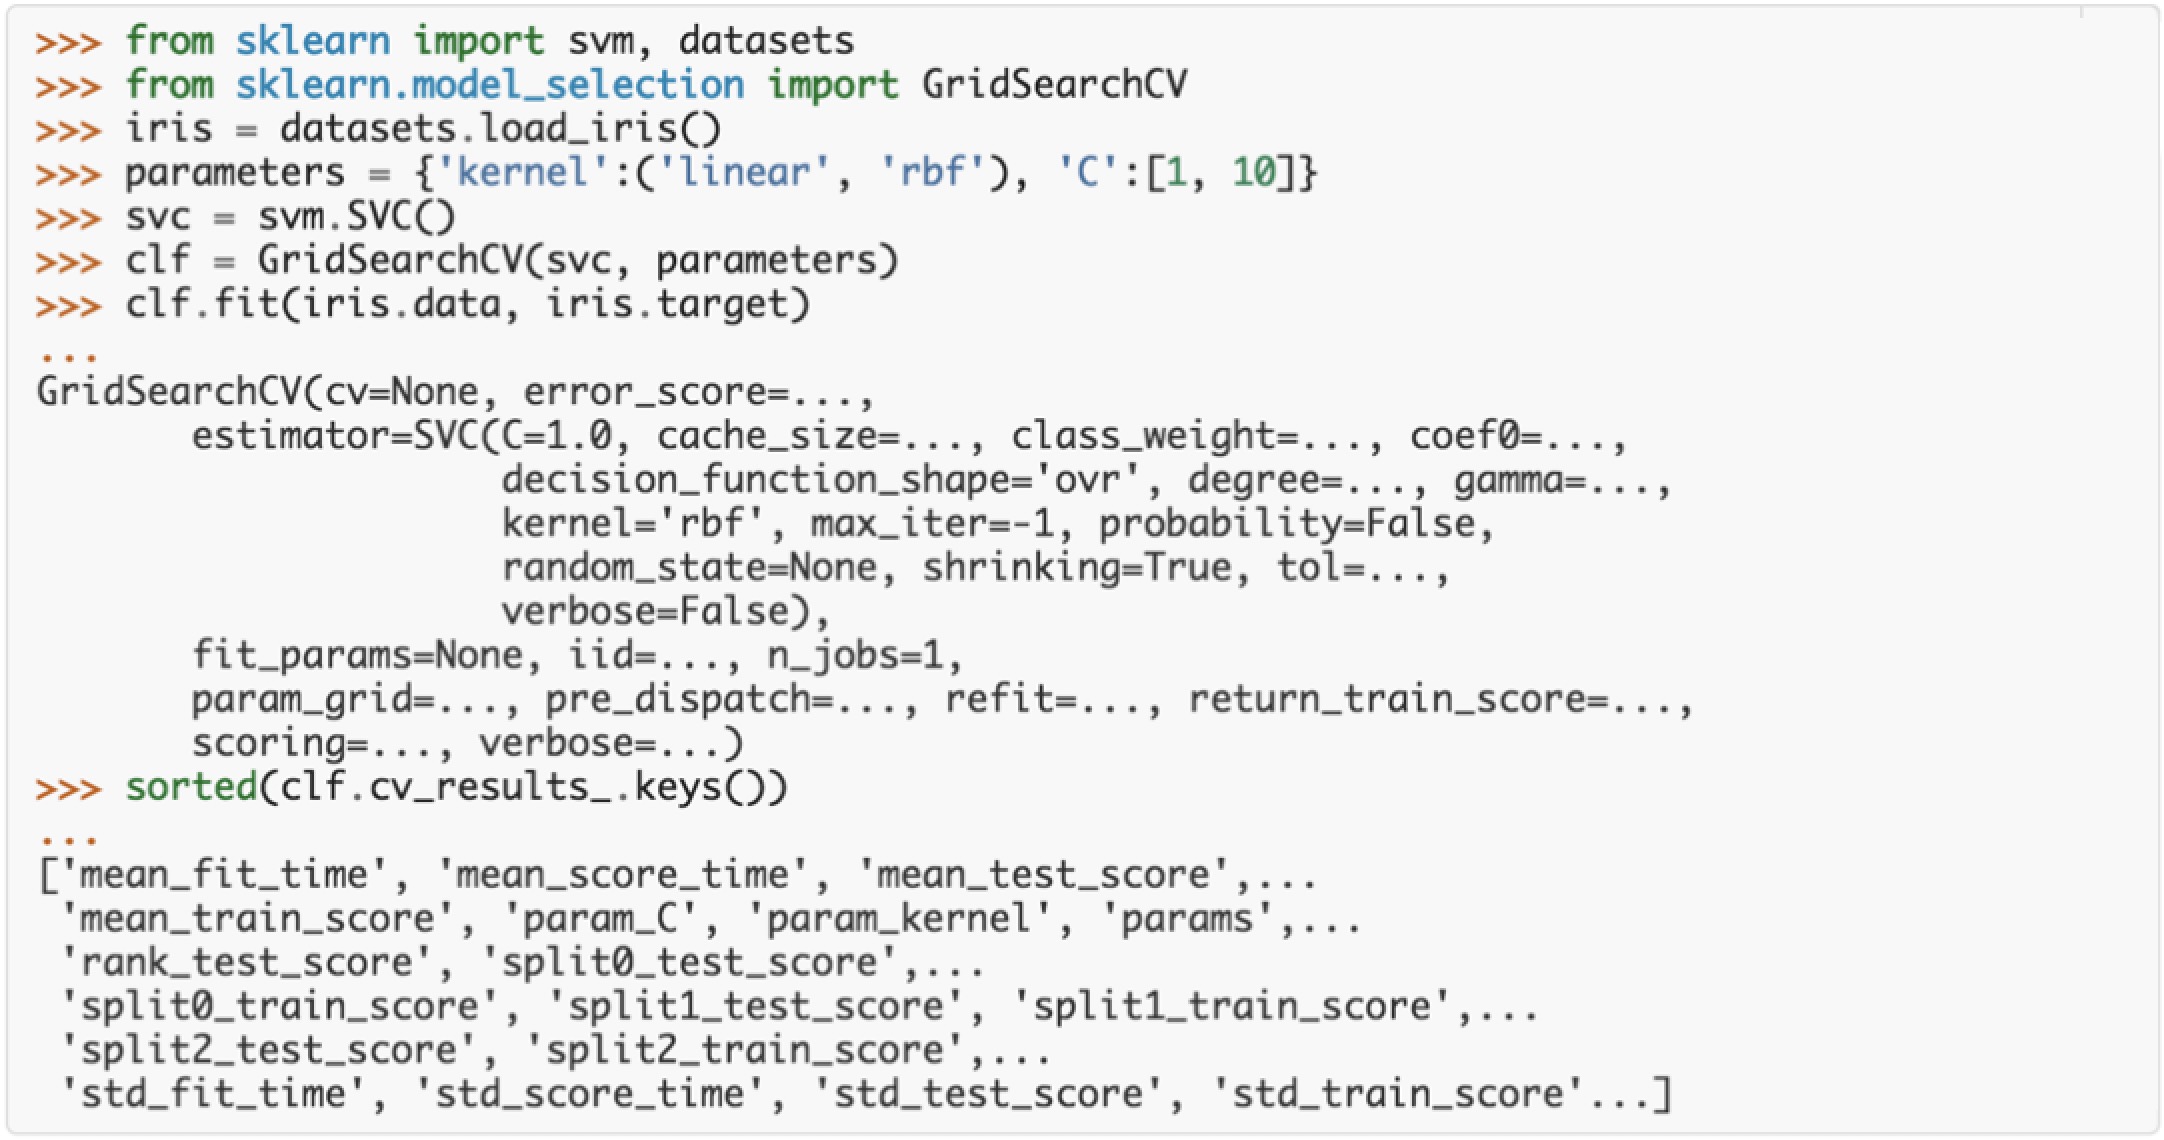 >>> from sklearn import svm, datasets
>>> from sklearn.model_selection import GridSearchCV
>>> iris = datasets.load_iris()
>>> parameters = {'kernel':('linear', 'rbf'), 'C':[1, 10]}
>>> svc = svm.SVC()
>>> clf = GridSearchCV(svc, parameters)
>>> clf.fit(iris.data, iris.target)
...
GridSearchCV(cv=None, error_score=...,
       estimator=SVC(C=1.0, cache_size=..., class_weight=..., coef0=...,
                     decision_function_shape='ovr', degree=..., gamma=...,
                     kernel='rbf', max_iter=-1, probability=False,
                     random_state=None, shrinking=True, tol=...,
                     verbose=False),
       fit_params=None, iid=..., n_jobs=1,
       param_grid=..., pre_dispatch=..., refit=..., return_train_score=...,
       scoring=..., verbose=...)
>>> sorted(clf.cv_results_.keys())
...
['mean_fit_time', 'mean_score_time', 'mean_test_score',...
 'mean_train_score', 'param_C', 'param_kernel', 'params',...
 'rank_test_score', 'split0_test_score',...
 'split0_train_score', 'split1_test_score', 'split1_train_score',...
 'split2_test_score', 'split2_train_score',...
 'std_fit_time', 'std_score_time', 'std_test_score', 'std_train_score'...]